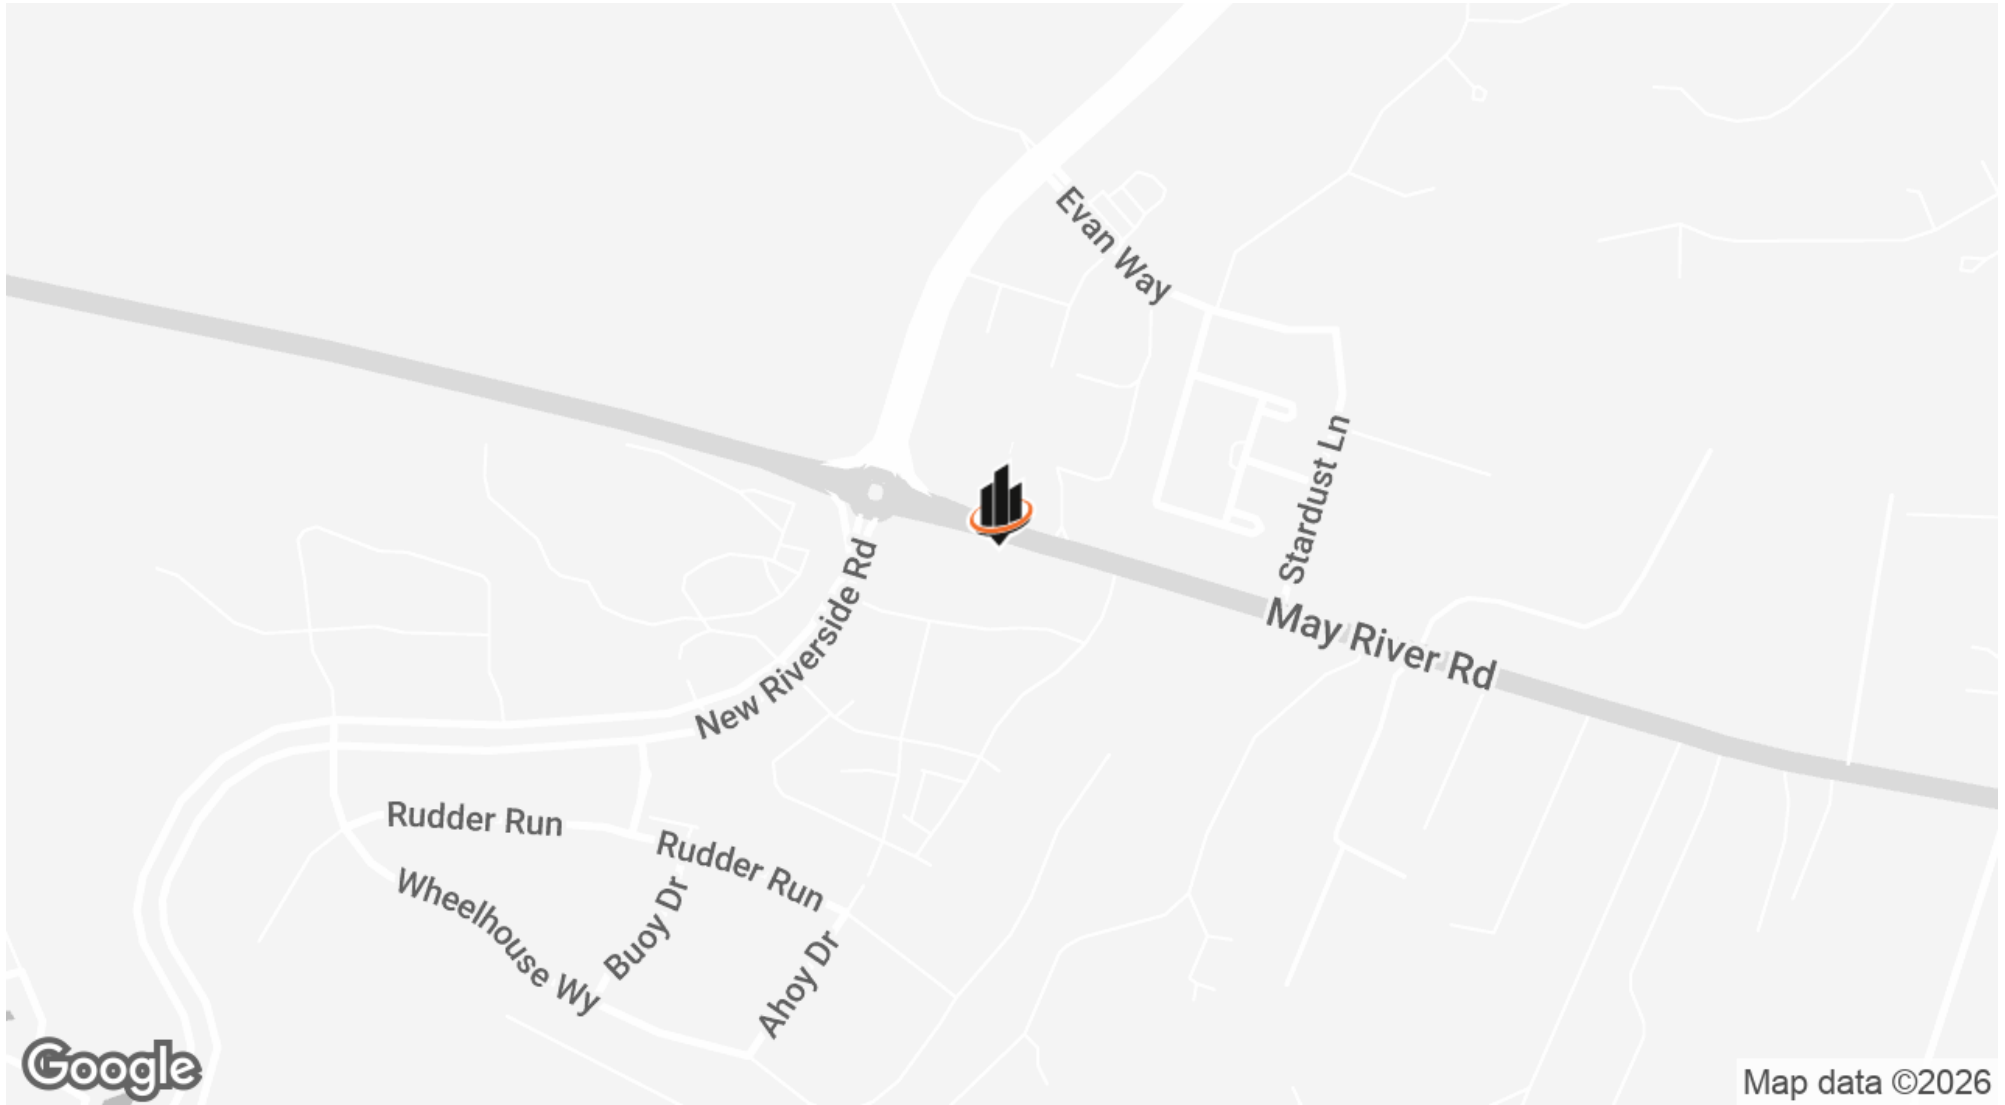 Evan Way
Stardust Ln
New Riverside Rd
May River Rd
Rudder Run
Rudder Run
Wheelhouse Wy
Buoy Dr
Ahoy Dr
Google
Map data ©2026